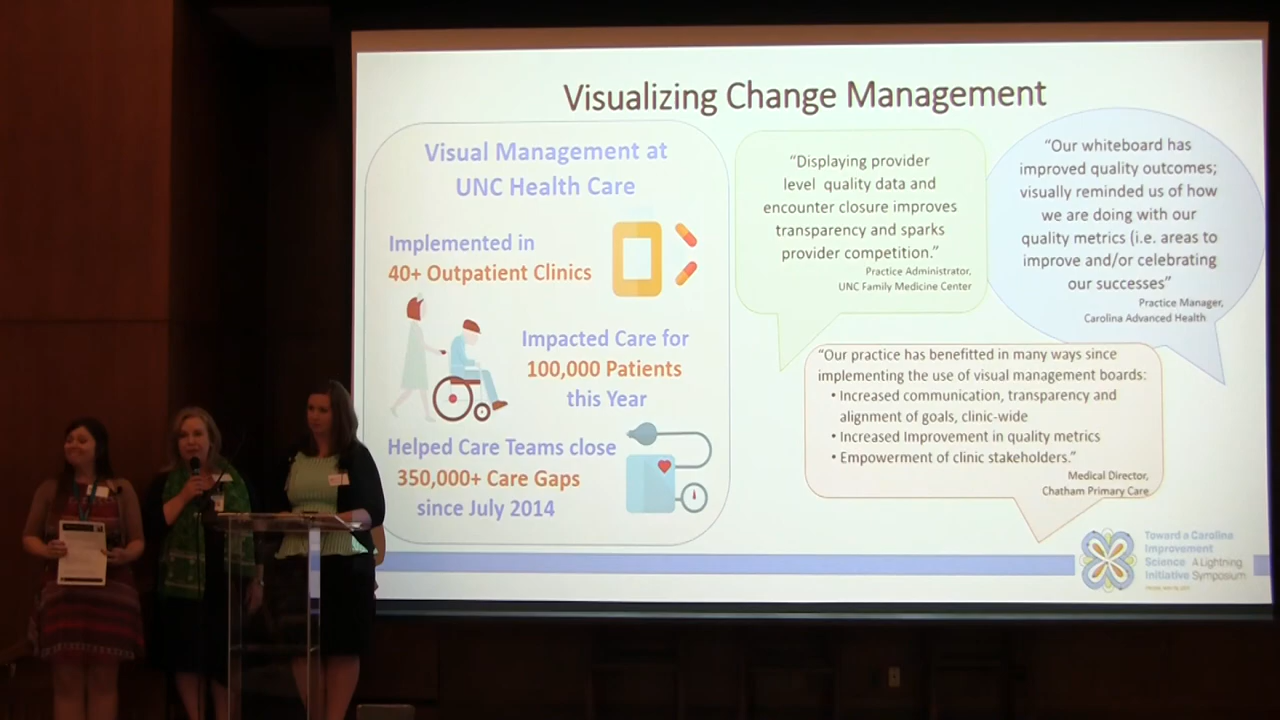 Visualizing Change Management
Visual Management at
UNC Health Care
Implemented in
40+ Outpatient Clinics
Impacted Care for
100,000 Patients
this Year
Helped Care Teams close
350,000+ Care Gaps
since July 2014
“Displaying provider
level quality data and
encounter closure improves
transparency and sparks
provider competition.”
Practice Administrator,
UNC Family Medicine Center
“Our whiteboard has
improved quality outcomes;
visually reminded us of how
we are doing with our
quality metrics (i.e. areas to
improve and/or celebrating
our successes”
Practice Manager,
Carolina Advanced Health
“Our practice has benefitted in many ways since
implementing the use of visual management boards:
• Increased communication, transparency and
alignment of goals, clinic-wide
• Increased Improvement in quality metrics
• Empowerment of clinic stakeholders.”
Medical Director,
Chatham Primary Care
Toward a Carolina
Improvement
Science A Lightning
Initiative Symposium